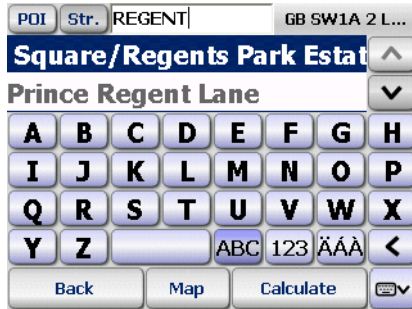 POI Str. REGENT GB SW1A 2 L...
Square/Regents Park Estat
Prince Regent Lane
A B C D E F G H
I J K L M N O P
Q R S T U V W X
Y Z ABC 123 ÄÁÀ <
Back Map Calculate